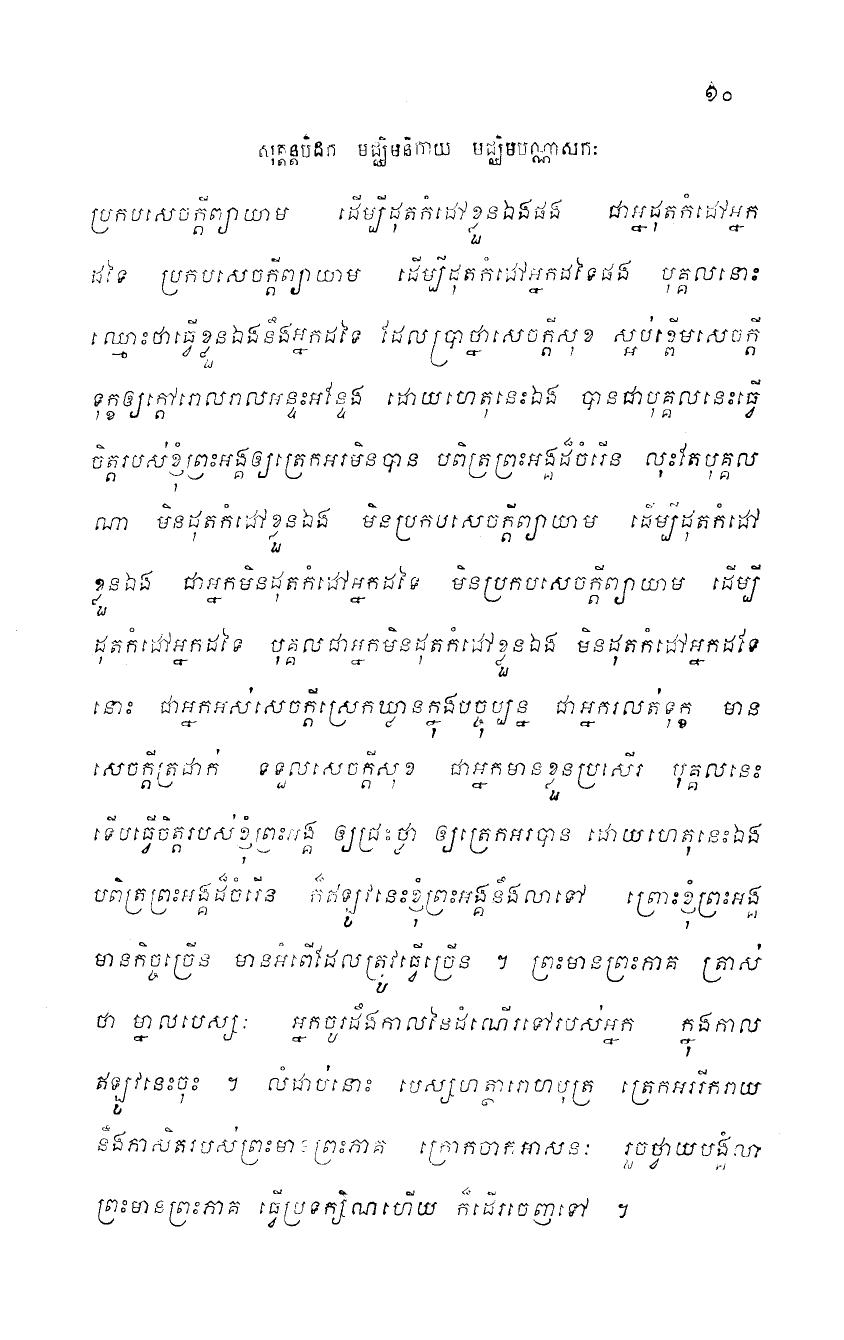 ១០
សុត្តន្តបិដក មជ្ឈិមនិកាយ មជ្ឈិមបណ្ណាសកៈ
ប្រកបសេចក្តីព្យាយាម ដើម្បីដុតកំដៅខ្លួនឯងផង ជាអ្នដុតកំដៅអ្នក
ដទៃ ប្រកបសេចក្តីព្យាយាម ដើម្បីដុតកំដៅអ្នកដទៃផង បុគ្គលនោះ
ឈ្មោះថាធ្វើខ្លួនឯងនឹងអ្នកដទៃ ដែលប្រាថ្នាសេចក្តីសុខ ស្អប់ខ្ពើមសេចក្តី
ទុក្ខឲ្យក្តៅរោលរាលអន្ទះអន្ទែង ដោយហេតុនេះឯង បានជាបុគ្គលនេះធ្វើ
ចិត្តរបស់ខ្ញុំព្រះអង្គឲ្យត្រេកអរមិនបាន បពិត្រព្រះអង្គដ៏ចំរើន លុះតែបុគ្គល
ណា មិនដុតកំដៅខ្លួនឯង មិនប្រកបសេចក្តីព្យាយាម ដើម្បីដុតកំដៅ
ខ្លួនឯង ជាអ្នកមិនដុតកំដៅអ្នកដទៃ មិនប្រកបសេចក្តីព្យាយាម ដើម្បី
ដុតកំដៅអ្នកដទៃ បុគ្គលជាអ្នកមិនដុតកំដៅខ្លួនឯង មិនដុតកំដៅអ្នកដទៃ
នោះ ជាអ្នកអស់សេចក្តីស្រេកឃ្លានក្នុងបច្ចុប្បន្ន ជាអ្នករលត់ទុក្ខ មាន
សេចក្តីត្រជាក់ ទទួលសេចក្តីសុខ ជាអ្នកមានខ្លួនប្រសើរ បុគ្គលនេះ
ទើបធ្វើចិត្តរបស់ខ្ញុំព្រះអង្គ ឲ្យជ្រះថ្លា ឲ្យត្រេកអរបាន ដោយហេតុនេះឯង
បពិត្រព្រះអង្គដ៏ចំរើន ក៏ឥឡូវនេះខ្ញុំព្រះអង្គនឹងលាទៅ ព្រោះខ្ញុំព្រះអង្គ
មានកិច្ចច្រើន មានអំពើដែលត្រូវធ្វើច្រើន ។ ព្រះមានព្រះភាគ ត្រាស់
ថា ម្នាលបេស្សៈ អ្នកចូរដឹងកាលនៃដំណើរទៅរបស់អ្នក ក្នុងកាល
ឥឡូវនេះចុះ ។ លំដាប់នោះ បេស្សហត្ថារោហបុត្រ ត្រេកអររីករាយ
នឹងភាសិតរបស់ព្រះមានព្រះភាគ ក្រោកចាកអាសនៈ រួចថ្វាយបង្គំលា
ព្រះមានព្រះភាគ ធ្វើប្រទក្សិណហើយ ក៏ដើរចេញទៅ ។